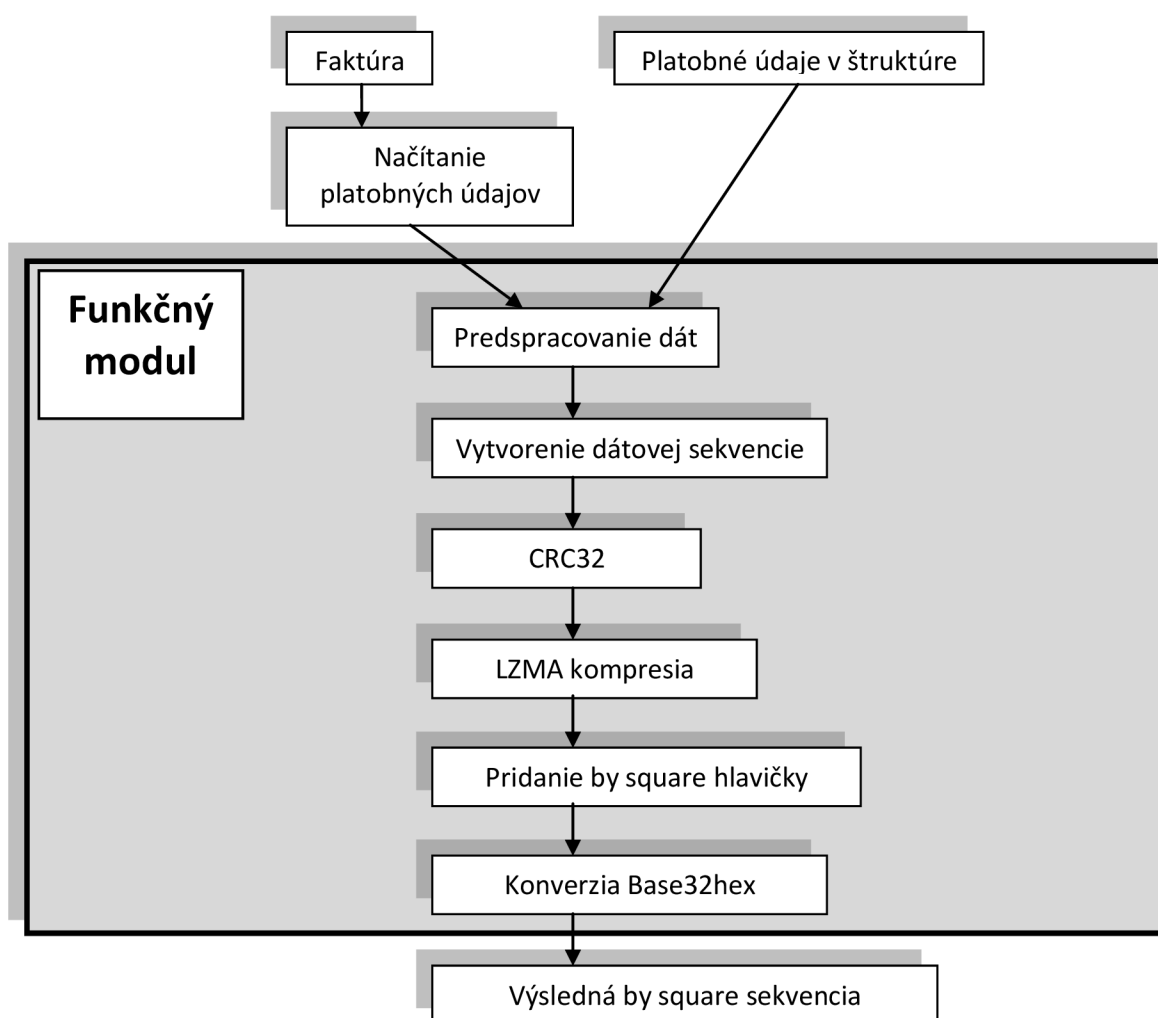 Faktúra
Platobné údaje v štruktúre
Načítanie
platobných údajov
Funkčný
modul
Predspracovanie dát
Vytvorenie dátovej sekvencie
CRC32
LZMA kompresia
Pridanie by square hlavičky
Konverzia Base32hex
Výsledná by square sekvencia